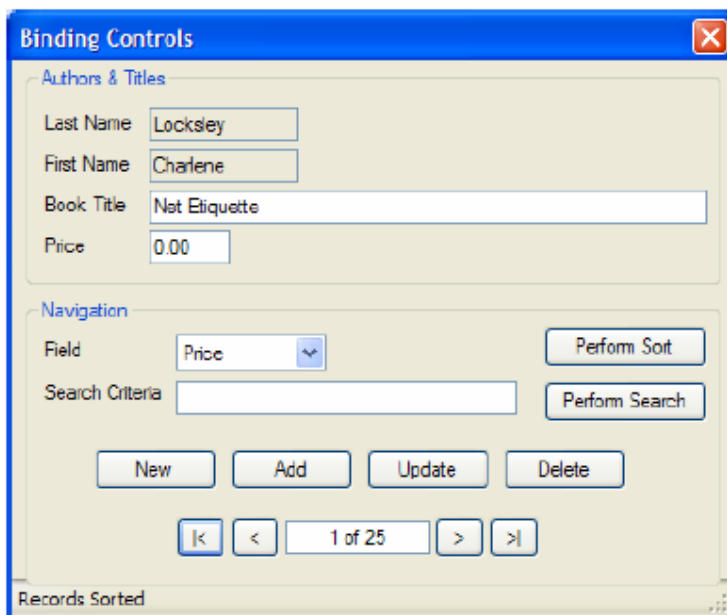 Binding Controls
Authors & Titles
Last Name Locksley
First Name Charlene
Book Title Net Etiquette
Price 0.00
Navigation
Field Price Perform Sort
Search Criteria Perform Search
New Add Update Delete
|< < 1 of 25 > >|
Records Sorted